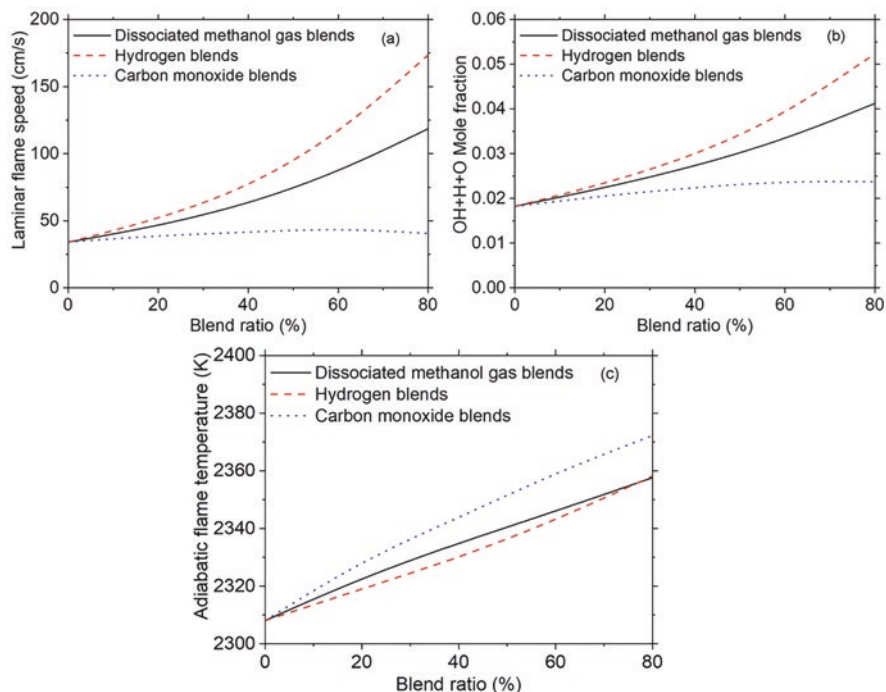 200
150
100
50
0
Laminar flame speed (cm/s)
Dissociated methanol gas blends
Hydrogen blends
Carbon monoxide blends
(a)
0 20 40 60 80
Blend ratio (%)
0.06
0.05
0.04
0.03
0.02
0.01
0.00
OH+H+O Mole fraction
Dissociated methanol gas blends
Hydrogen blends
Carbon monoxide blends
(b)
0 20 40 60 80
Blend ratio (%)
2400
2380
2360
2340
2320
2300
Adiabatic flame temperature (K)
Dissociated methanol gas blends
Hydrogen blends
Carbon monoxide blends
(c)
0 20 40 60 80
Blend ratio (%)